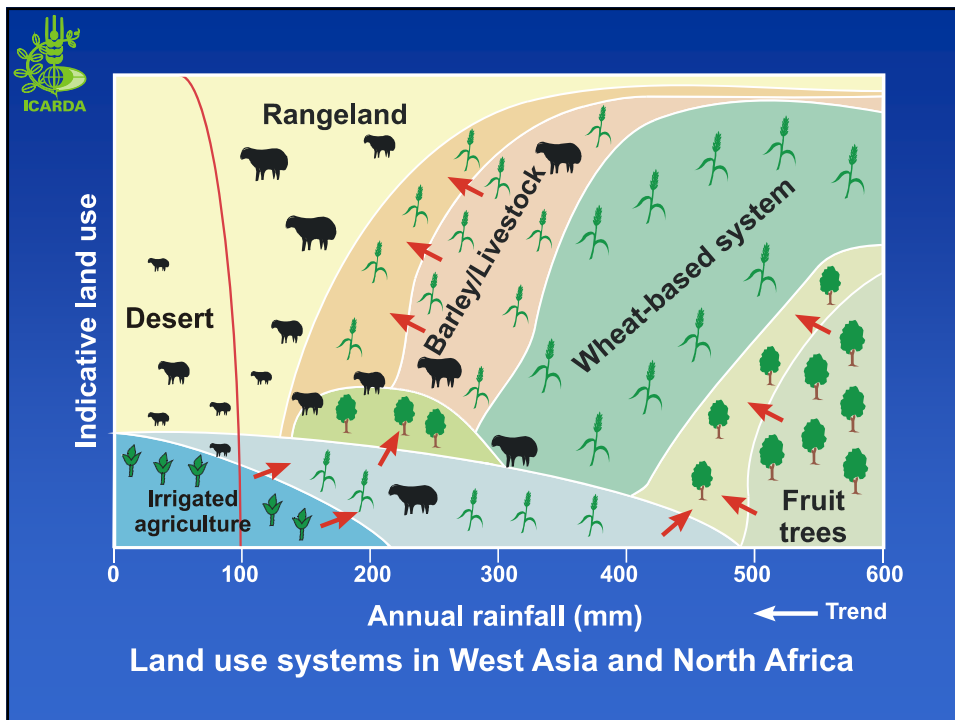 ICARDA
Rangeland
Desert
Barley/Livestock
Wheat-based system
Irrigated
agriculture
Fruit
trees
Indicative land use
0 100 200 300 400 500 600
Annual rainfall (mm)
Trend
Land use systems in West Asia and North Africa